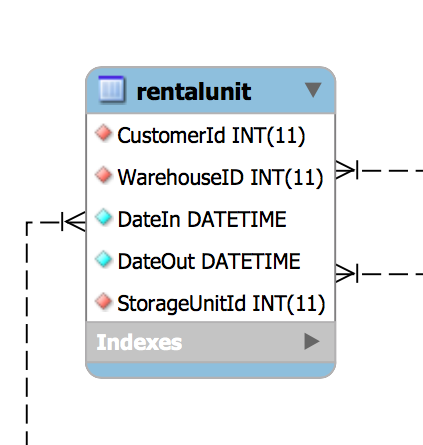 rentalunit
CustomerId INT(11)
WarehouseID INT(11)
DateIn DATETIME
DateOut DATETIME
StorageUnitId INT(11)
Indexes